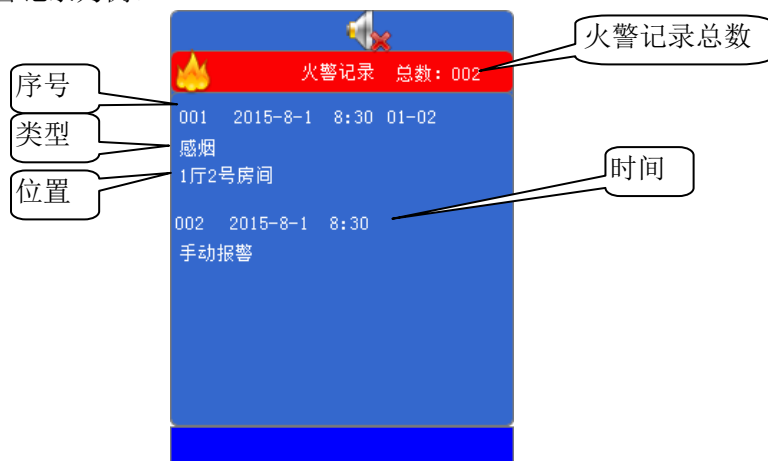 火警记录总数
火警记录 总数：002
序号
001 2015-8-1 8:30 01-02
类型
感烟
1厅2号房间
位置
时间
002 2015-8-1 8:30
手动报警